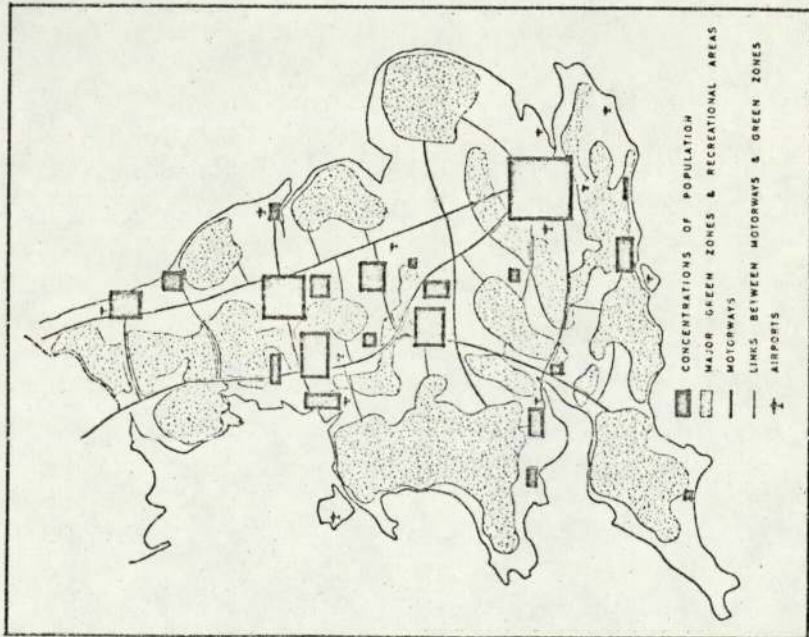 CONCENTRATIONS OF POPULATION
MAJOR GREEN ZONES & RECREATIONAL AREAS
MOTORWAYS
LINKS BETWEEN MOTORWAYS & GREEN ZONES
AIRPORTS